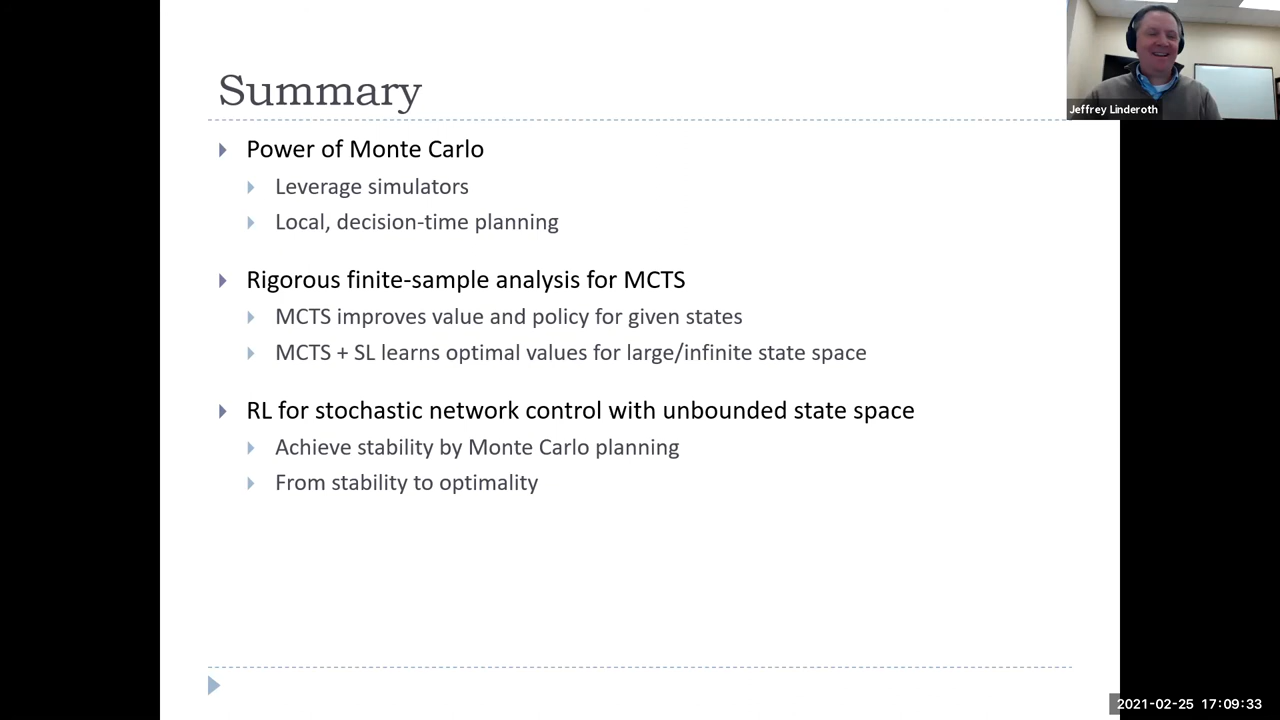 Summary
Jeffrey Linderoth
Power of Monte Carlo
Leverage simulators
Local, decision-time planning
Rigorous finite-sample analysis for MCTS
MCTS improves value and policy for given states
MCTS + SL learns optimal values for large/infinite state space
RL for stochastic network control with unbounded state space
Achieve stability by Monte Carlo planning
From stability to optimality
2021-02-25 17:09:33